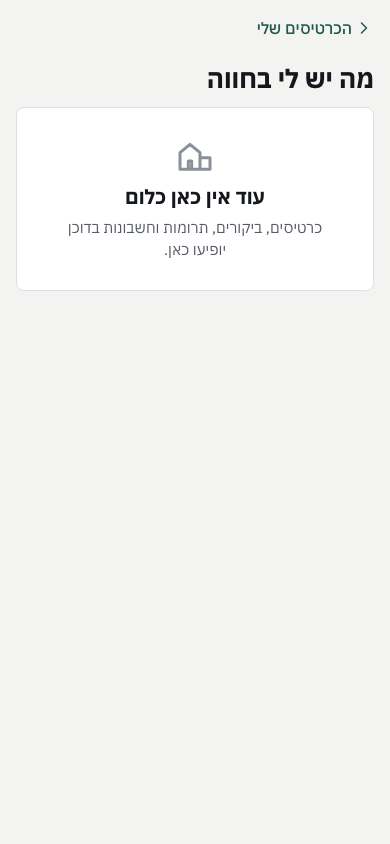 הכרטיסים שלי
מה יש לי בחווה
עוד אין כאן כלום
כרטיסים, ביקורים, תרומות וחשבונות בדוכן
יופיעו כאן.